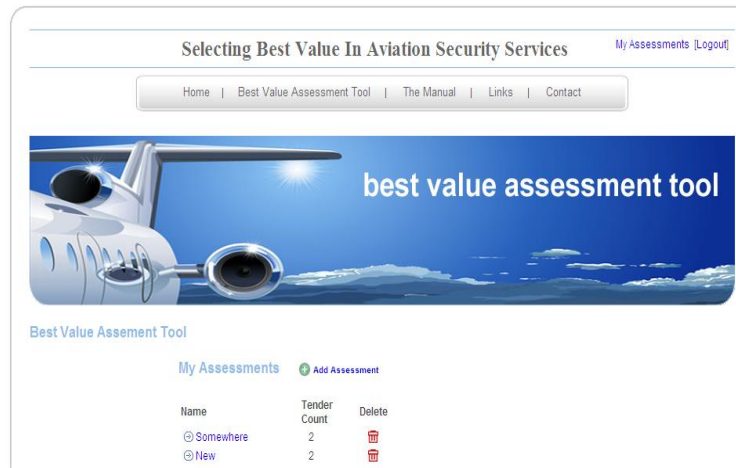 Selecting Best Value In Aviation Security Services
My Assessments [Logout]
Home | Best Value Assessment Tool | The Manual | Links | Contact
best value assessment tool
Best Value Assement Tool
My Assessments Add Assessment
Name Tender Count Delete
Somewhere 2
New 2